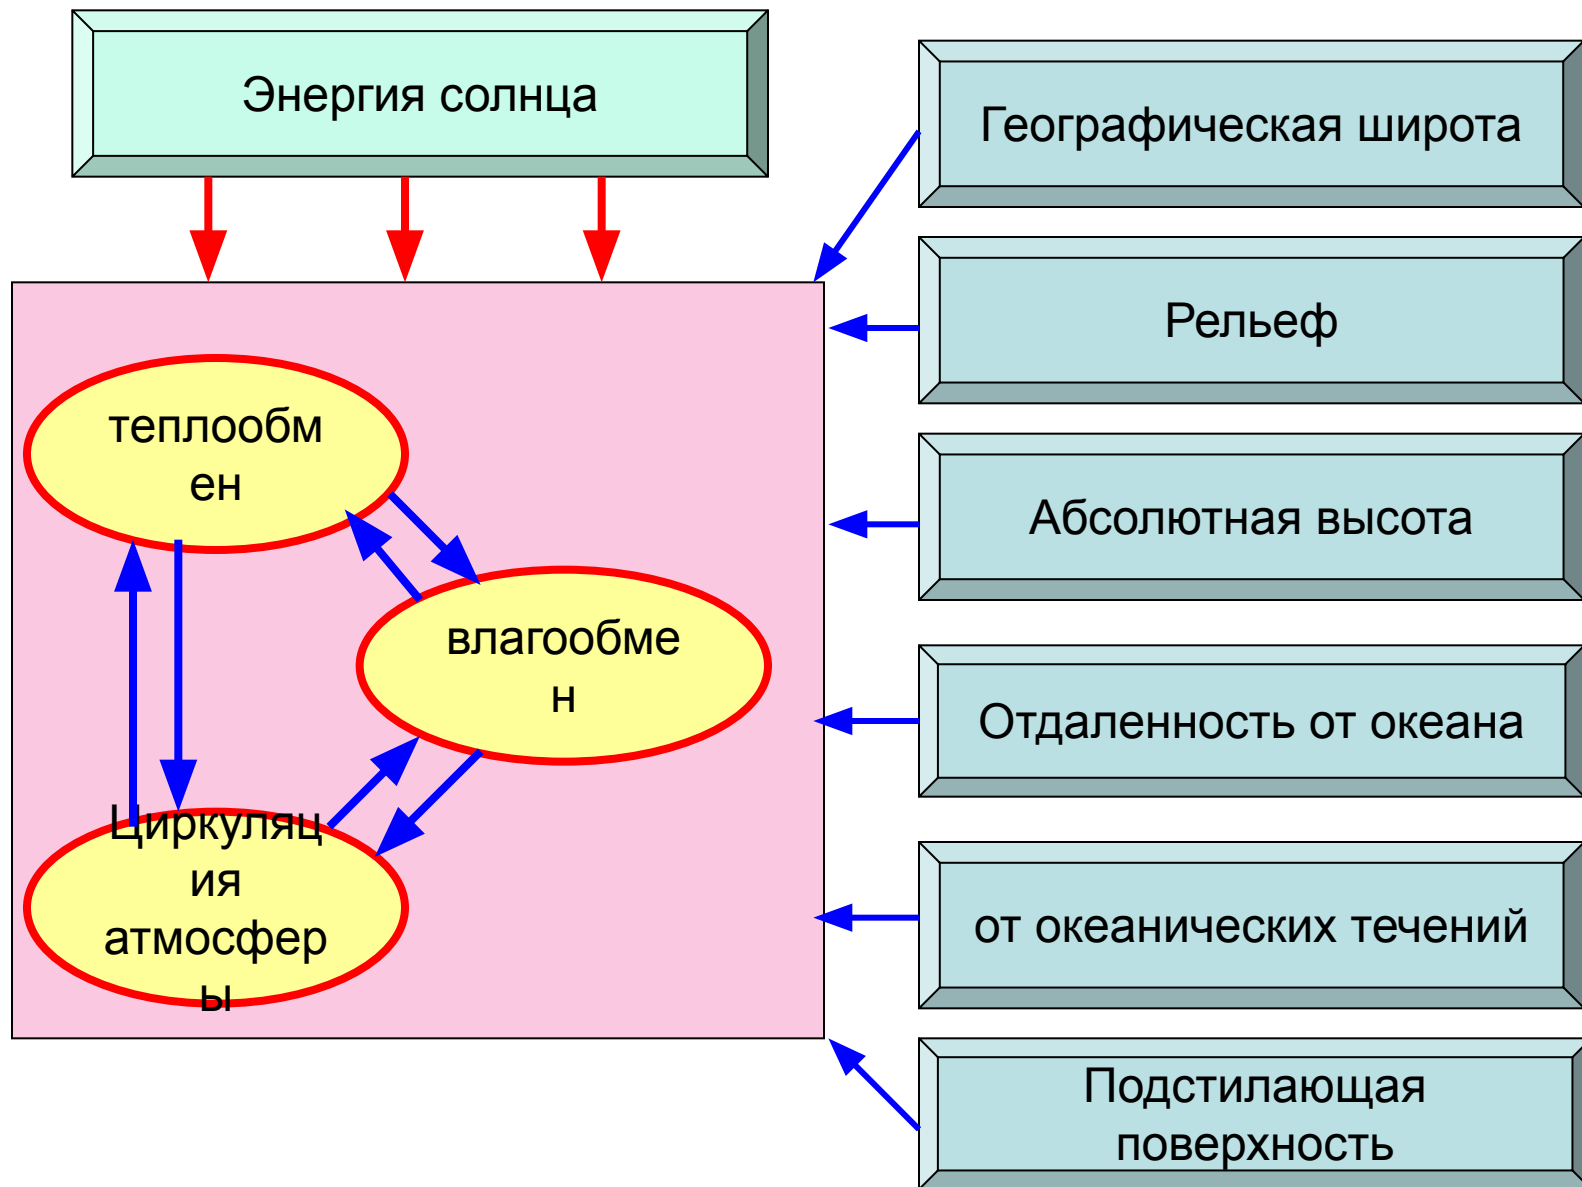 Энергия солнца
Географическая широта
Рельеф
теплообм
ен
Абсолютная высота
влагообме
н
Отдаленность от океана
Циркуляц
ия
атмосфер
ы
от океанических течений
Подстилающая
поверхность